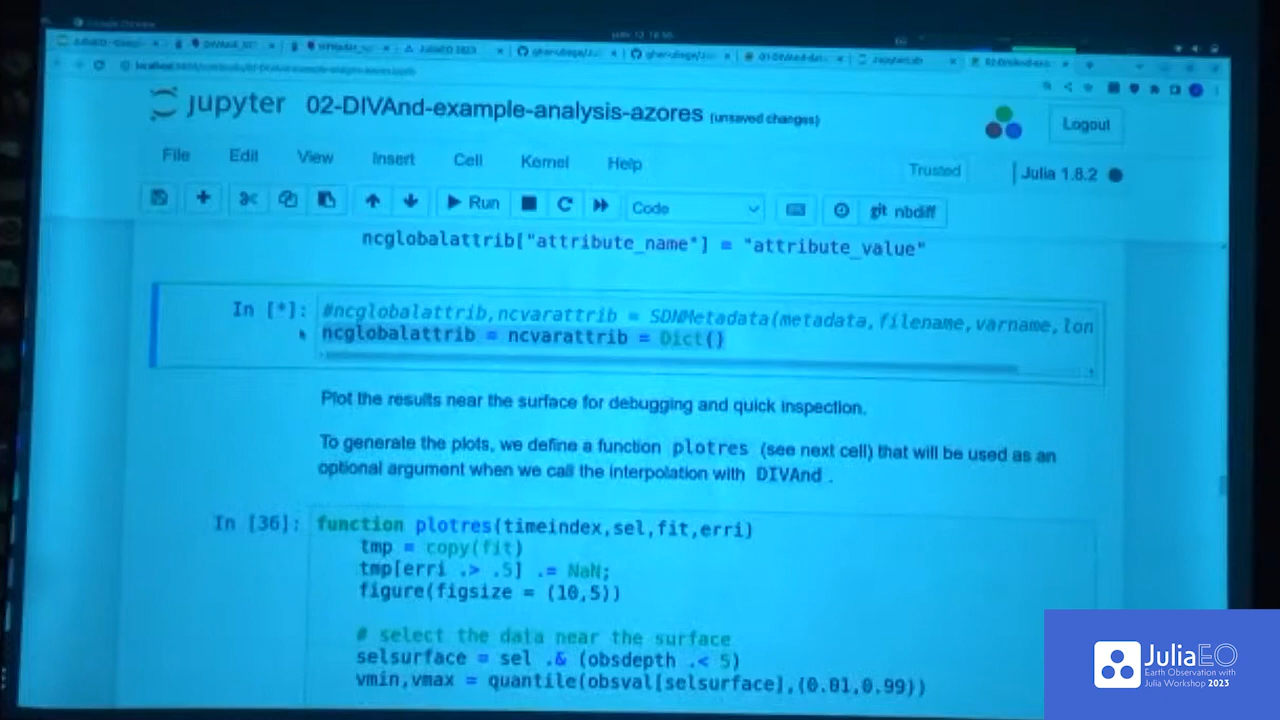 JuliaEO 2023
jupyter 02-DIVAnd-example-analysis-azores (unsaved changes)
Logout
File Edit View Insert Cell Kernel Help
Trusted
Julia 1.8.2
Run
Code
git nbdiff
ncglobalattrib["attribute_name"] = "attribute_value"
In [*]: #ncglobalattrib,ncvarattrib = SDNMetadata(metadata,filename,varname,lon
ncglobalattrib = ncvarattrib = Dict()
Plot the results near the surface for debugging and quick inspection.
To generate the plots, we define a function plotres (see next cell) that will be used as an
optional argument when we call the interpolation with DIVAnd .
In [36]: function plotres(timeindex,sel,fit,erri)
tmp = copy(fit)
tmp[erri .> .5] .= NaN;
figure(figsize = (10,5))
# select the data near the surface
selsurface = sel .& (obsdepth .< 5)
vmin,vmax = quantile(obsval[selsurface],(0.01,0.99))
JuliaEO
Earth Observation with
Julia Workshop 2023